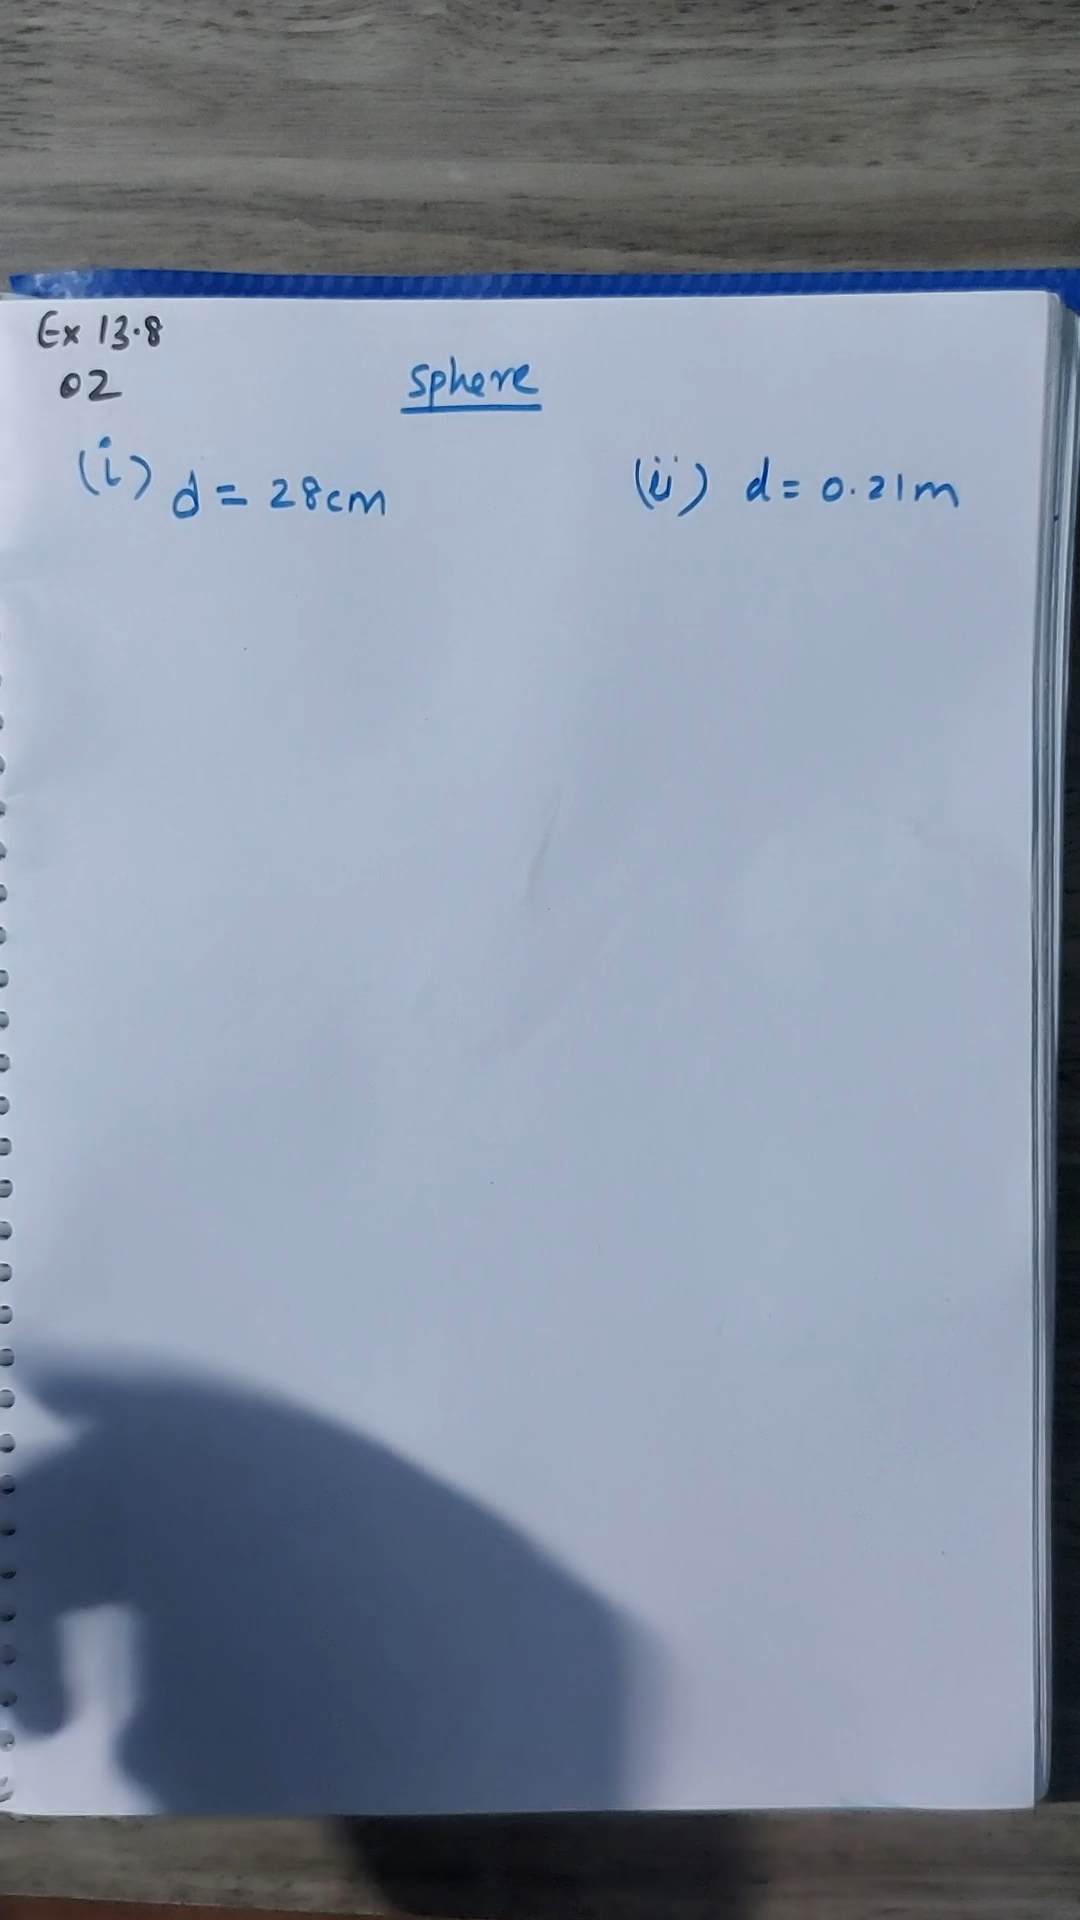 Ex 13.8
02
Sphere
(i) d = 28cm
(ii) d = 0.21m